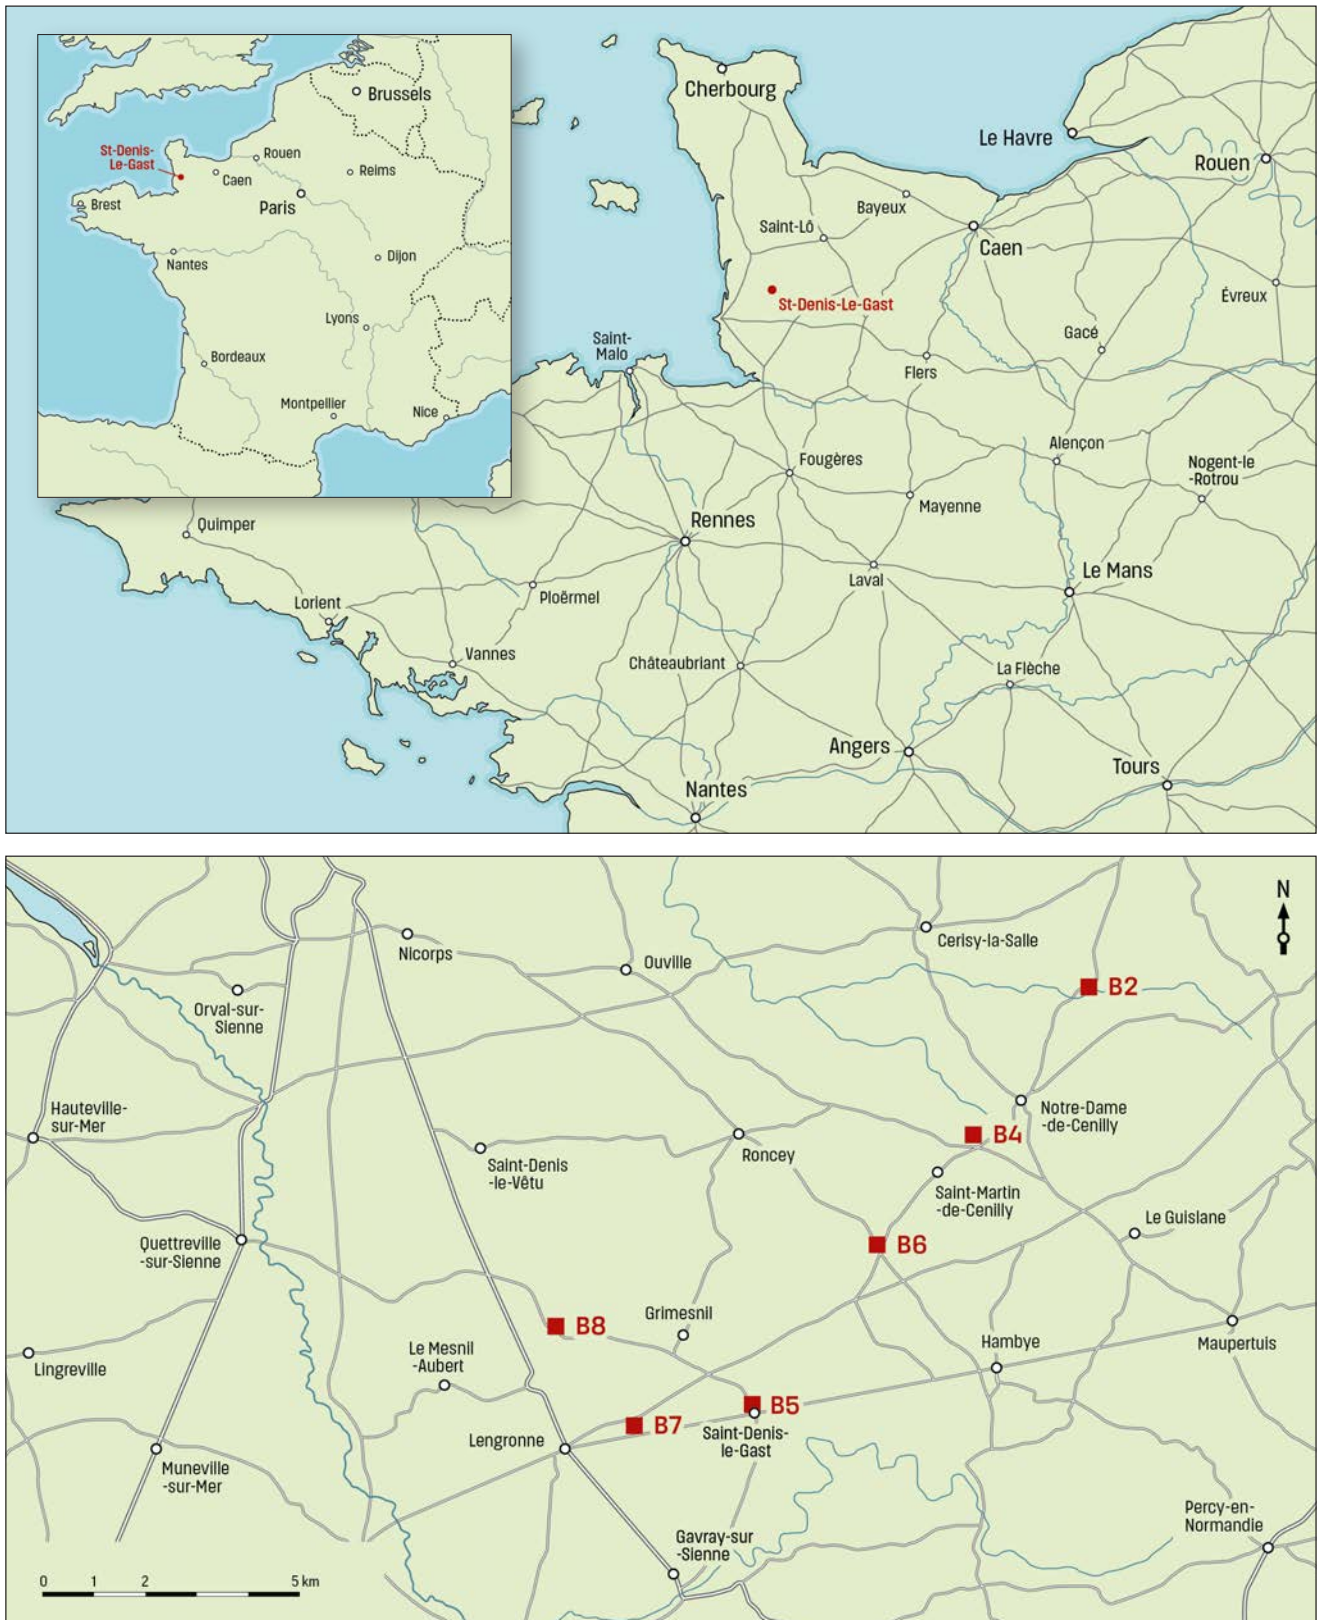 Brussels
St-Denis-
Le-Gast
Rouen
Caen
Reims
Brest
Paris
Nantes
Dijon
Lyons
Bordeaux
Montpellier
Nice
Cherbourg
Le Havre
Rouen
Bayeux
Saint-Lô
Caen
St-Denis-Le-Gast
Évreux
Gacé
Saint-
Malo
Flers
Alençon
Fougères
Nogent-le
-Rotrou
Mayenne
Quimper
Rennes
Laval
Le Mans
Ploërmel
Lorient
Vannes
Châteaubriant
La Flèche
Angers
Tours
Nantes
N
Nicorps
Ouville
Cerisy-la-Salle
B2
Orval-sur-
Sienne
Hauteville-
sur-Mer
Notre-Dame
-de-Cenilly
B4
Saint-Denis
-le-Vêtu
Roncey
Saint-Martin
-de-Cenilly
Le Guislane
Quettreville
-sur-Sienne
B6
B8
Grimesnil
Le Mesnil
-Aubert
Hambye
Maupertuis
Lingreville
B5
B7
Saint-Denis-
le-Gast
Lengronne
Muneville
-sur-Mer
Percy-en-
Normandie
Gavray-sur
-Sienne
0 1 2 5 km